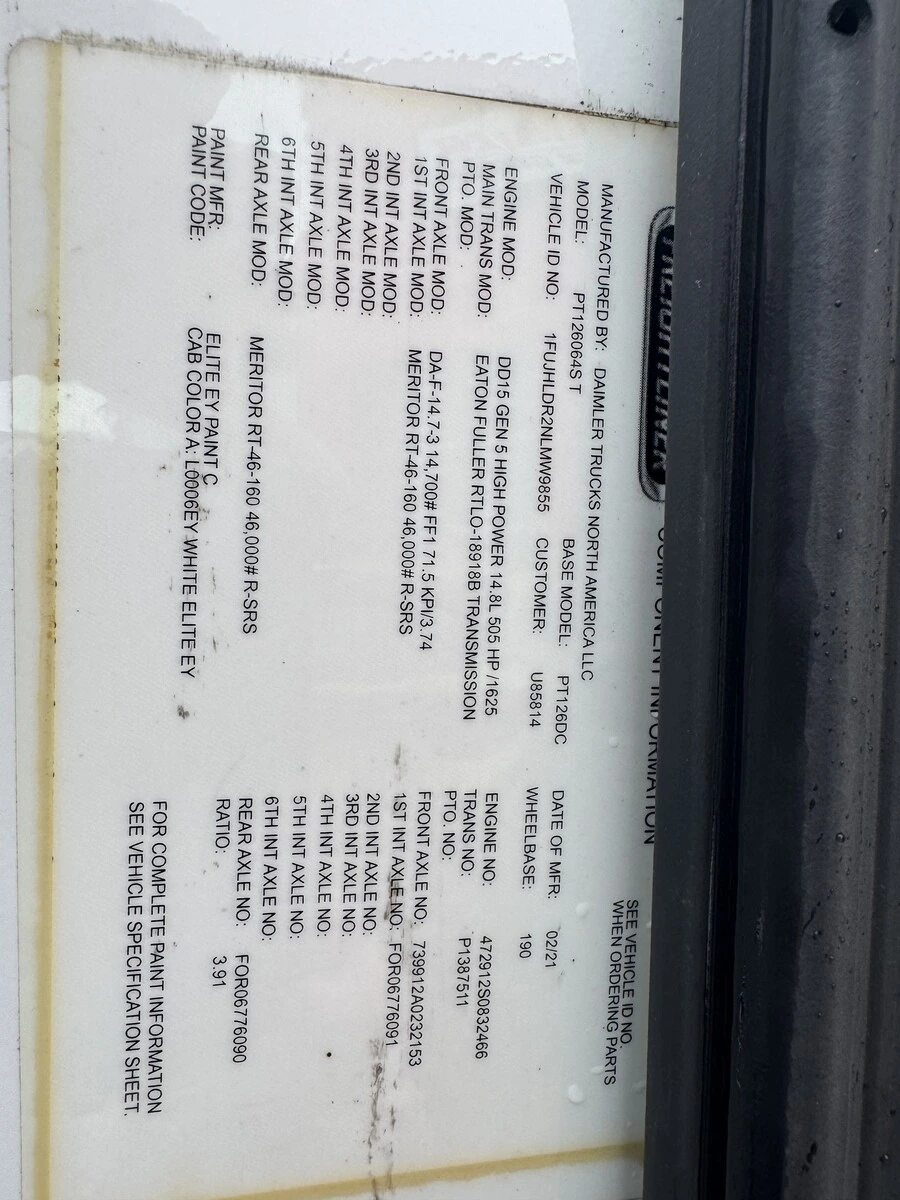 FREIGHTLINER COMPONENT INFORMATION
SEE VEHICLE ID NO.
WHEN ORDERING PARTS
MANUFACTURED BY: DAIMLER TRUCKS NORTH AMERICA LLC
MODEL: PT126064S T BASE MODEL: PT126DC DATE OF MFR: 02/21
VEHICLE ID NO: 1FUJHLDR2NLMW9855 CUSTOMER: U85814 WHEELBASE: 190
ENGINE MOD: DD15 GEN 5 HIGH POWER 14.8L 505 HP /1625 ENGINE NO: 472912S0832466
MAIN TRANS MOD: EATON FULLER RTLO-18918B TRANSMISSION TRANS NO: P1387511
PTO. MOD: PTO. NO:
FRONT AXLE MOD: DA-F-14.7-3 14,700# FF1 71.5 KPI/3.74 FRONT AXLE NO: 739912A0232153
1ST INT AXLE MOD: MERITOR RT-46-160 46,000# R-SRS 1ST INT AXLE NO: FOR06776091
2ND INT AXLE MOD: 2ND INT AXLE NO:
3RD INT AXLE MOD: 3RD INT AXLE NO:
4TH INT AXLE MOD: 4TH INT AXLE NO:
5TH INT AXLE MOD: 5TH INT AXLE NO:
6TH INT AXLE MOD: 6TH INT AXLE NO:
REAR AXLE MOD: MERITOR RT-46-160 46,000# R-SRS REAR AXLE NO: FOR06776090
RATIO: 3.91
PAINT MFR: ELITE EY PAINT C
PAINT CODE: CAB COLOR A: L0006EY WHITE ELITE EY
FOR COMPLETE PAINT INFORMATION
SEE VEHICLE SPECIFICATION SHEET.